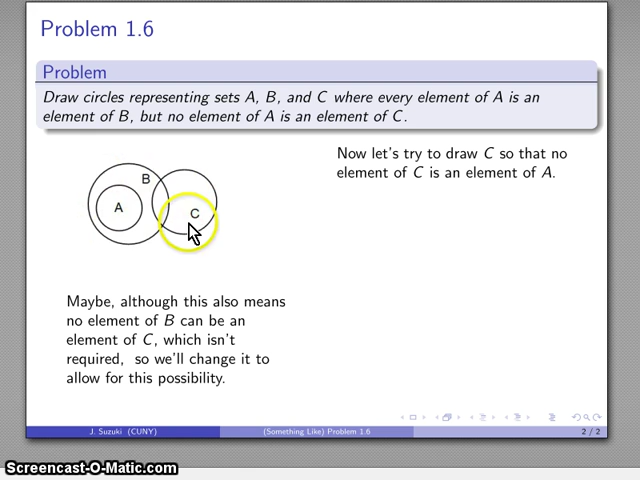 Problem 1.6
Problem
Draw circles representing sets A, B, and C where every element of A is an
element of B, but no element of A is an element of C.
Now let's try to draw C so that no
element of C is an element of A.
B
A
C
Maybe, although this also means
no element of B can be an
element of C, which isn't
required, so we'll change it to
allow for this possibility.
J. Suzuki (CUNY)
(Something Like) Problem 1.6
2 / 2
Screencast-O-Matic.com